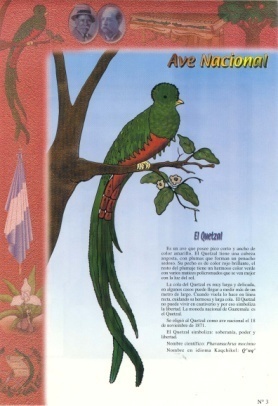 Ave Nacional
El Quetzal
Es un ave que posee pico corto y ancho de
color amarillo. El Quetzal tiene una cabeza
pequeña, con plumas que forman un penacho
sedoso. Su pecho es de color rojo brillante, el
resto del plumaje tiene un hermoso color verde
con varios matices policromados que se ven mejor
con la luz del sol.
La cola del Quetzal es muy larga y delgada,
en algunos casos puede llegar a medir más de un
metro de largo. Cuando vuela lo hace en línea
recta, ondeando su hermosa y larga cola. El Quetzal
no puede vivir en cautiverio y por eso simboliza
la libertad. La moneda nacional de Guatemala es
el Quetzal.
Se eligió al Quetzal como ave nacional el 18
de noviembre de 1871.
El Quetzal simboliza: soberanía, poder y
libertad.
Nombre científico: Pharomachrus mocinno
Nombre en idioma Kaqchikel: Q'uq'
Nº 3